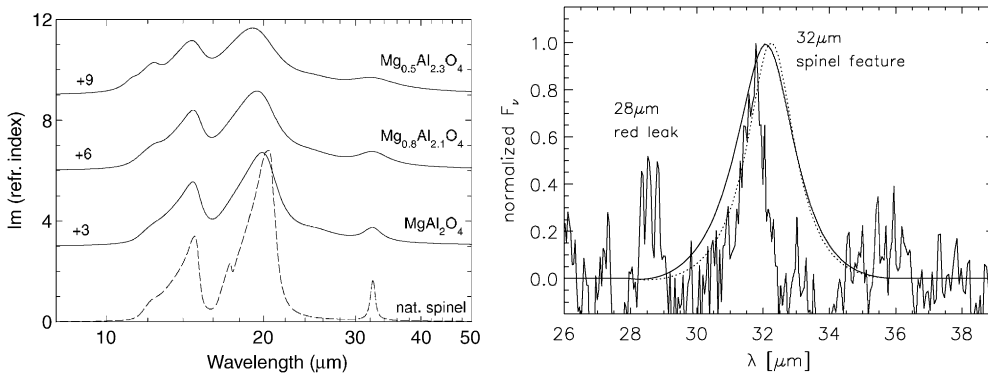 12
8
4
0
Im (refr. index)
+9
Mg0.5Al2.3O4
+6
Mg0.8Al2.1O4
+3
MgAl2O4
nat. spinel
10
20
30
40
50
Wavelength (μm)
1.0
0.8
0.6
0.4
0.2
0.0
normalized Fν
32μm
spinel feature
28μm
red leak
26
28
30
32
34
36
38
λ [μm]